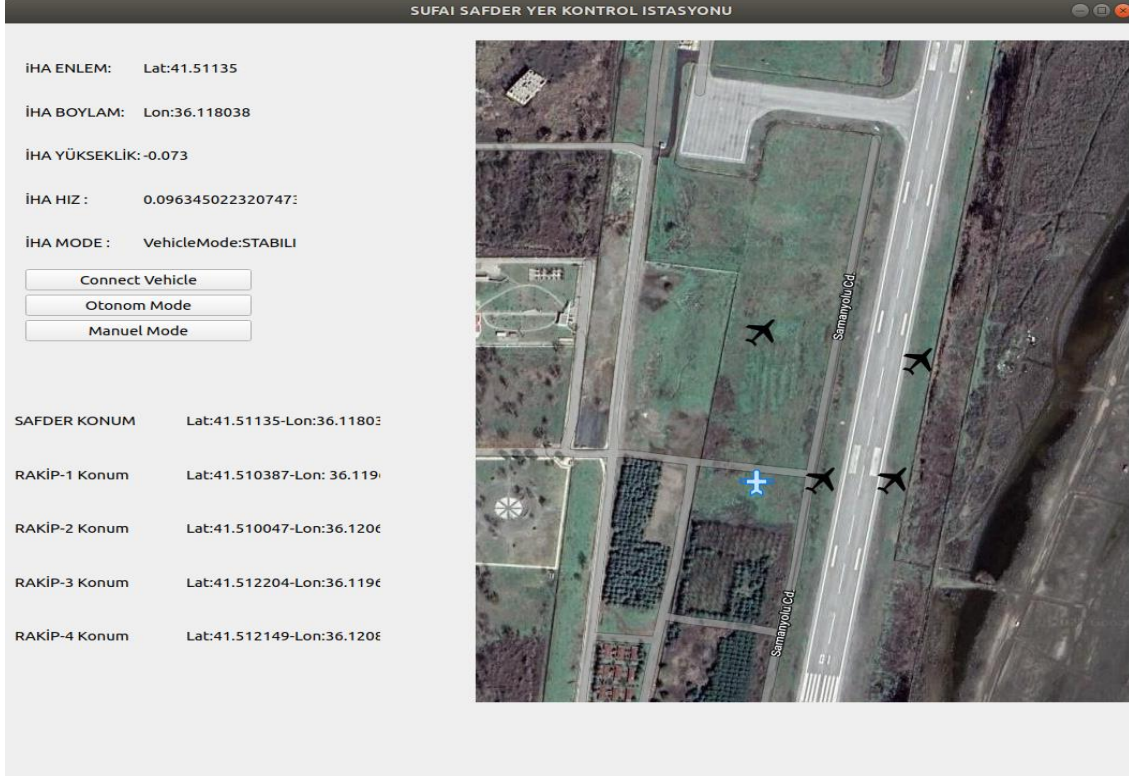 SUFAI SAFDER YER KONTROL ISTASYONU
iHA ENLEM: Lat:41.51135
İHA BOYLAM: Lon:36.118038
İHA YÜKSEKLİK: -0.073
İHA HIZ : 0.096345022320747
İHA MODE : VehicleMode:STABILI
Connect Vehicle
Otonom Mode
Manuel Mode
SAFDER KONUM Lat:41.51135-Lon:36.1180
RAKİP-1 Konum Lat:41.510387-Lon: 36.119
RAKİP-2 Konum Lat:41.510047-Lon:36.120
RAKİP-3 Konum Lat:41.512204-Lon:36.119
RAKİP-4 Konum Lat:41.512149-Lon:36.120
Samanyolu Cd.
Samanyolu Cd.